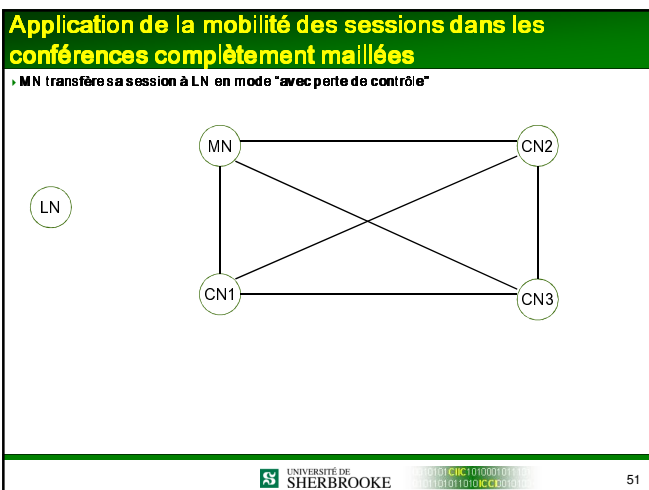 Application de la mobilité des sessions dans les
conférences complètement maillées
MN transfère sa session à LN en mode "avec perte de contrôle"
MN
CN2
LN
CN1
CN3
UNIVERSITÉ DE
SHERBROOKE
51